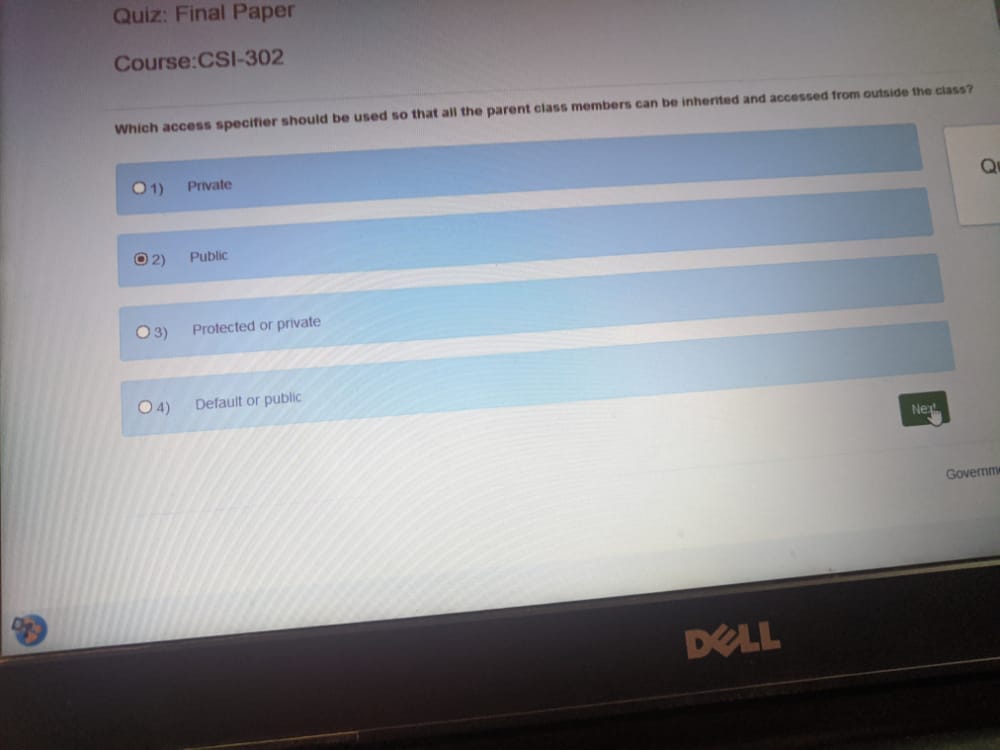 Quiz: Final Paper
Course:CSI-302
Which access specifier should be used so that all the parent class members can be inherited and accessed from outside the class?
1) Private
2) Public
3) Protected or private
4) Default or public
Next
DELL